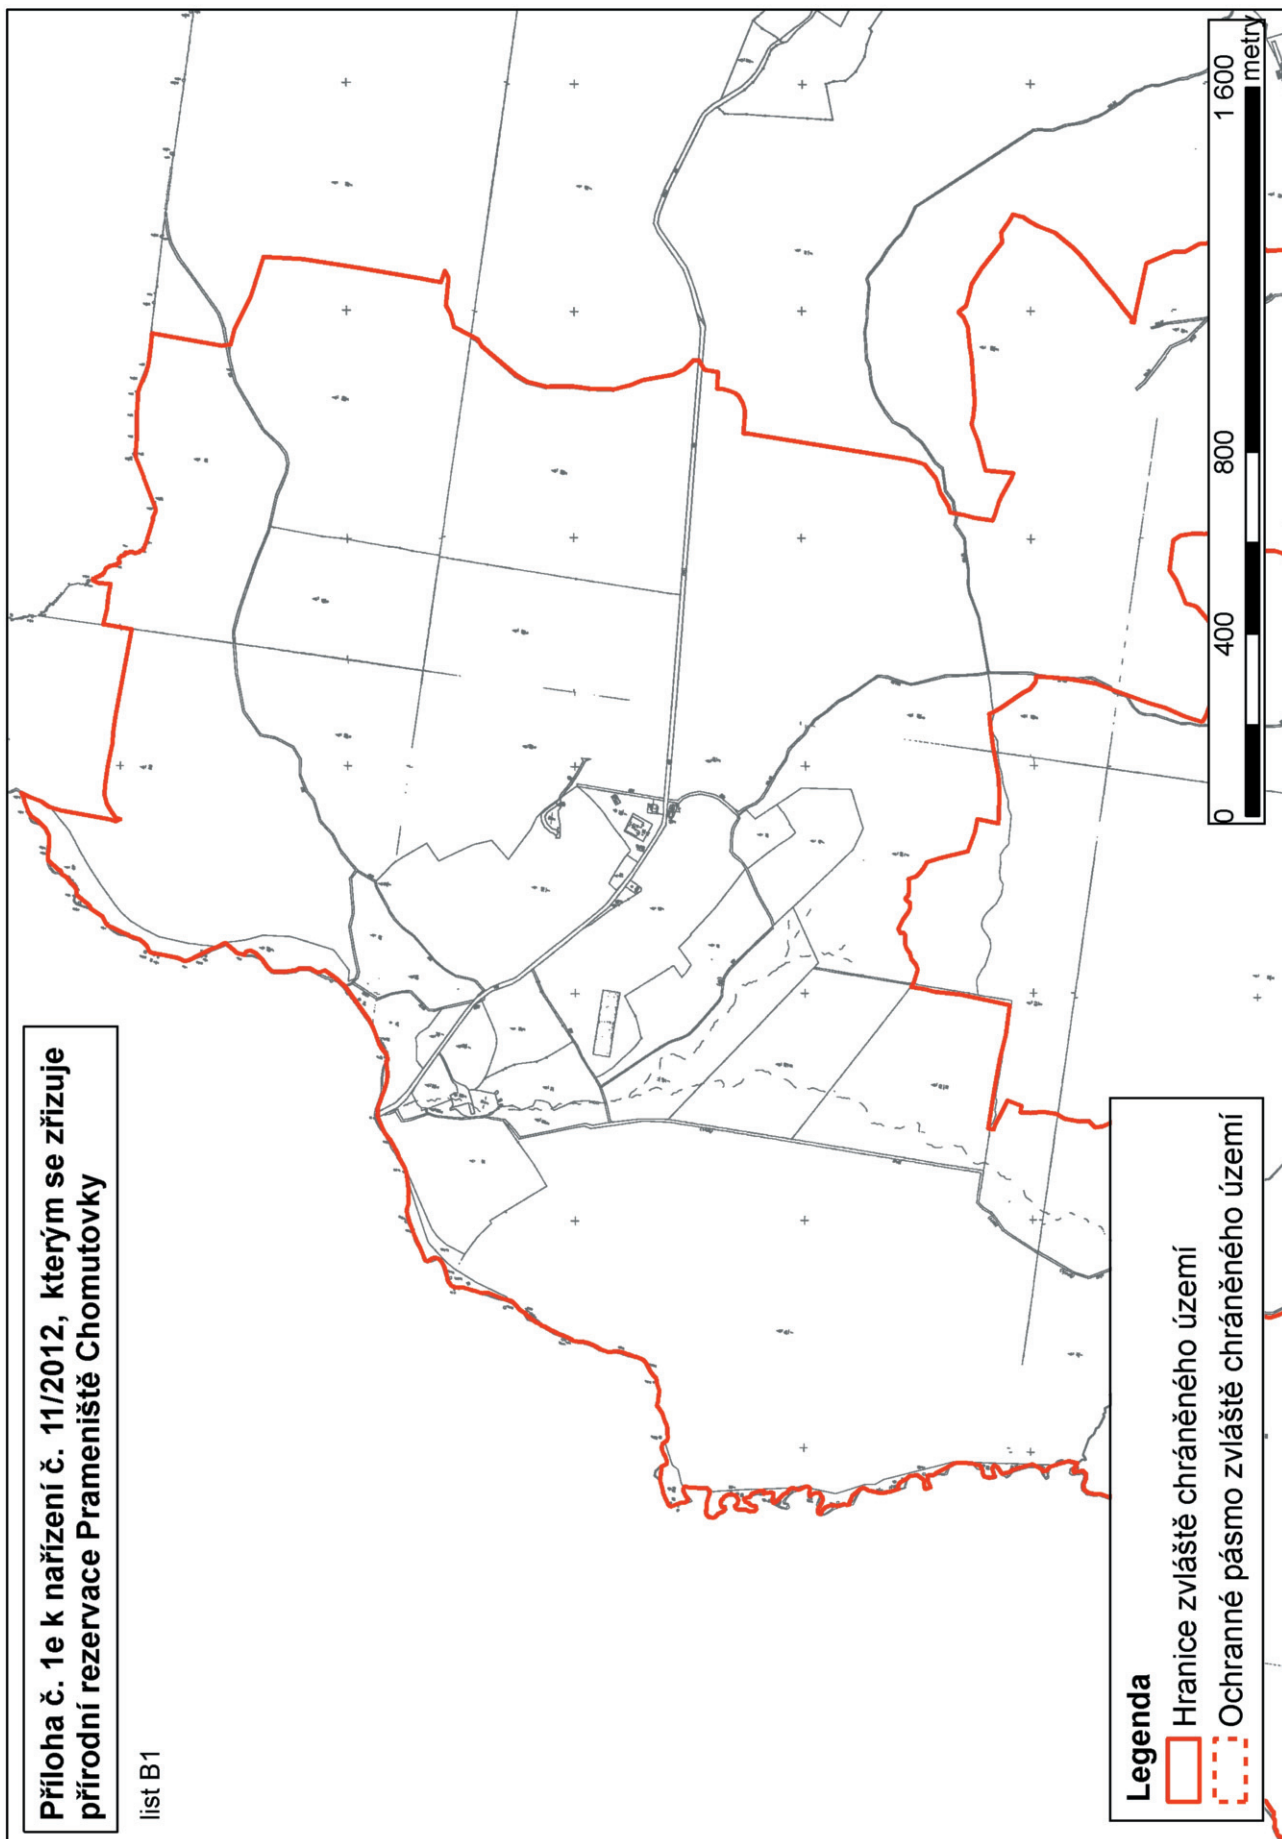 Příloha č. 1e k nařízení č. 11/2012, kterým se zřizuje
přírodní rezervace Prameniště Chomutovky
list B1
Legenda
Hranice zvláště chráněného území
Ochranné pásmo zvláště chráněného území
0 400 800 1 600
metry